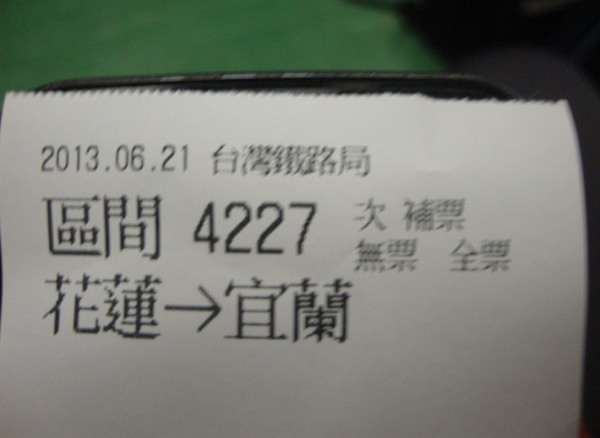 2013.06.21 台灣鐵路局
區間 4227 次 補票
無票 全票
花蓮→宜蘭